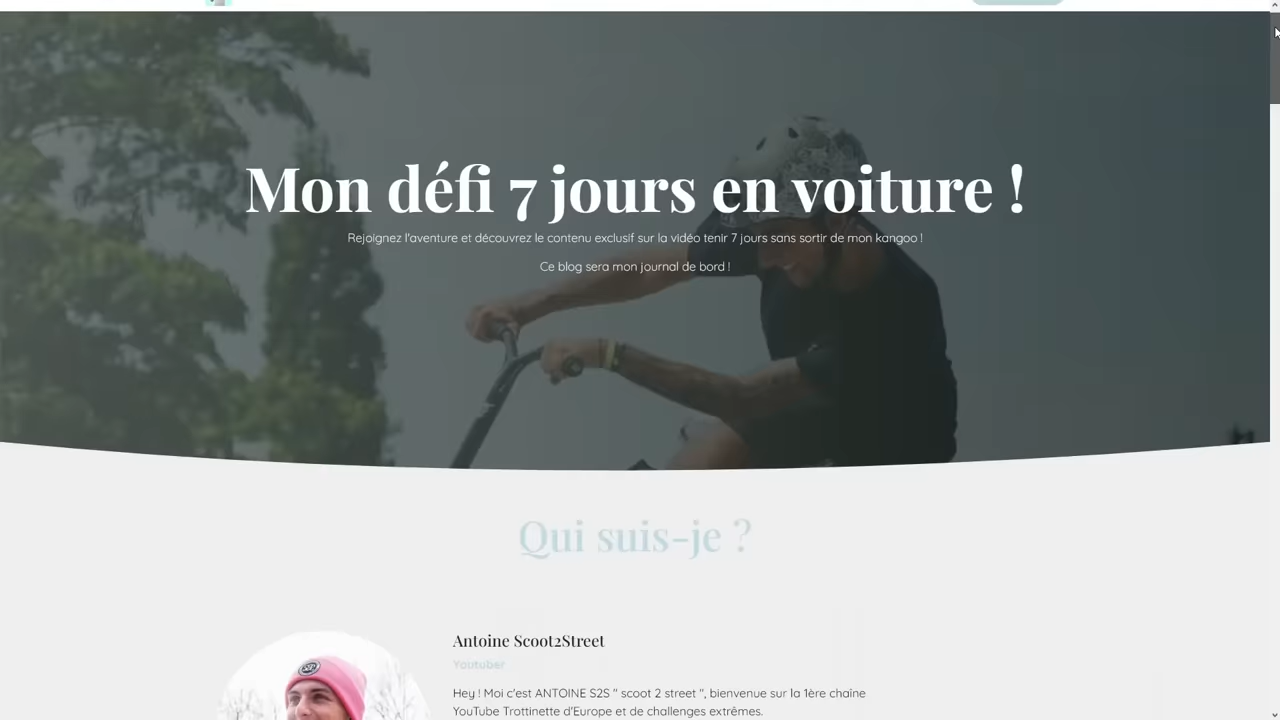 Mon défi 7 jours en voiture !
Rejoignez l'aventure et découvrez le contenu exclusif sur la vidéo tenir 7 jours sans sortir de mon kangoo !
Ce blog sera mon journal de bord !
Qui suis-je ?
Antoine Scoot2Street
Youtuber
Hey ! Moi c'est ANTOINE S2S " scoot 2 street ", bienvenue sur la 1ère chaine
YouTube Trottinette d'Europe et de challenges extrêmes.